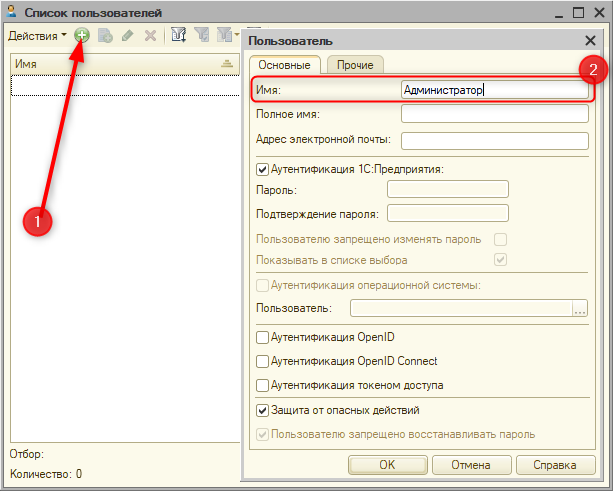 Список пользователей
Действия
Имя
1
Отбор:
Количество: 0
Пользователь
Основные Прочие
2
Имя: Администратор
Полное имя:
Адрес электронной почты:
Аутентификация 1С:Предприятия:
Пароль:
Подтверждение пароля:
Пользователю запрещено изменять пароль
Показывать в списке выбора
Аутентификация операционной системы:
Пользователь: ...
Аутентификация OpenID
Аутентификация OpenID Connect
Аутентификация токеном доступа
Защита от опасных действий
Пользователю запрещено восстанавливать пароль
OK Отмена Справка